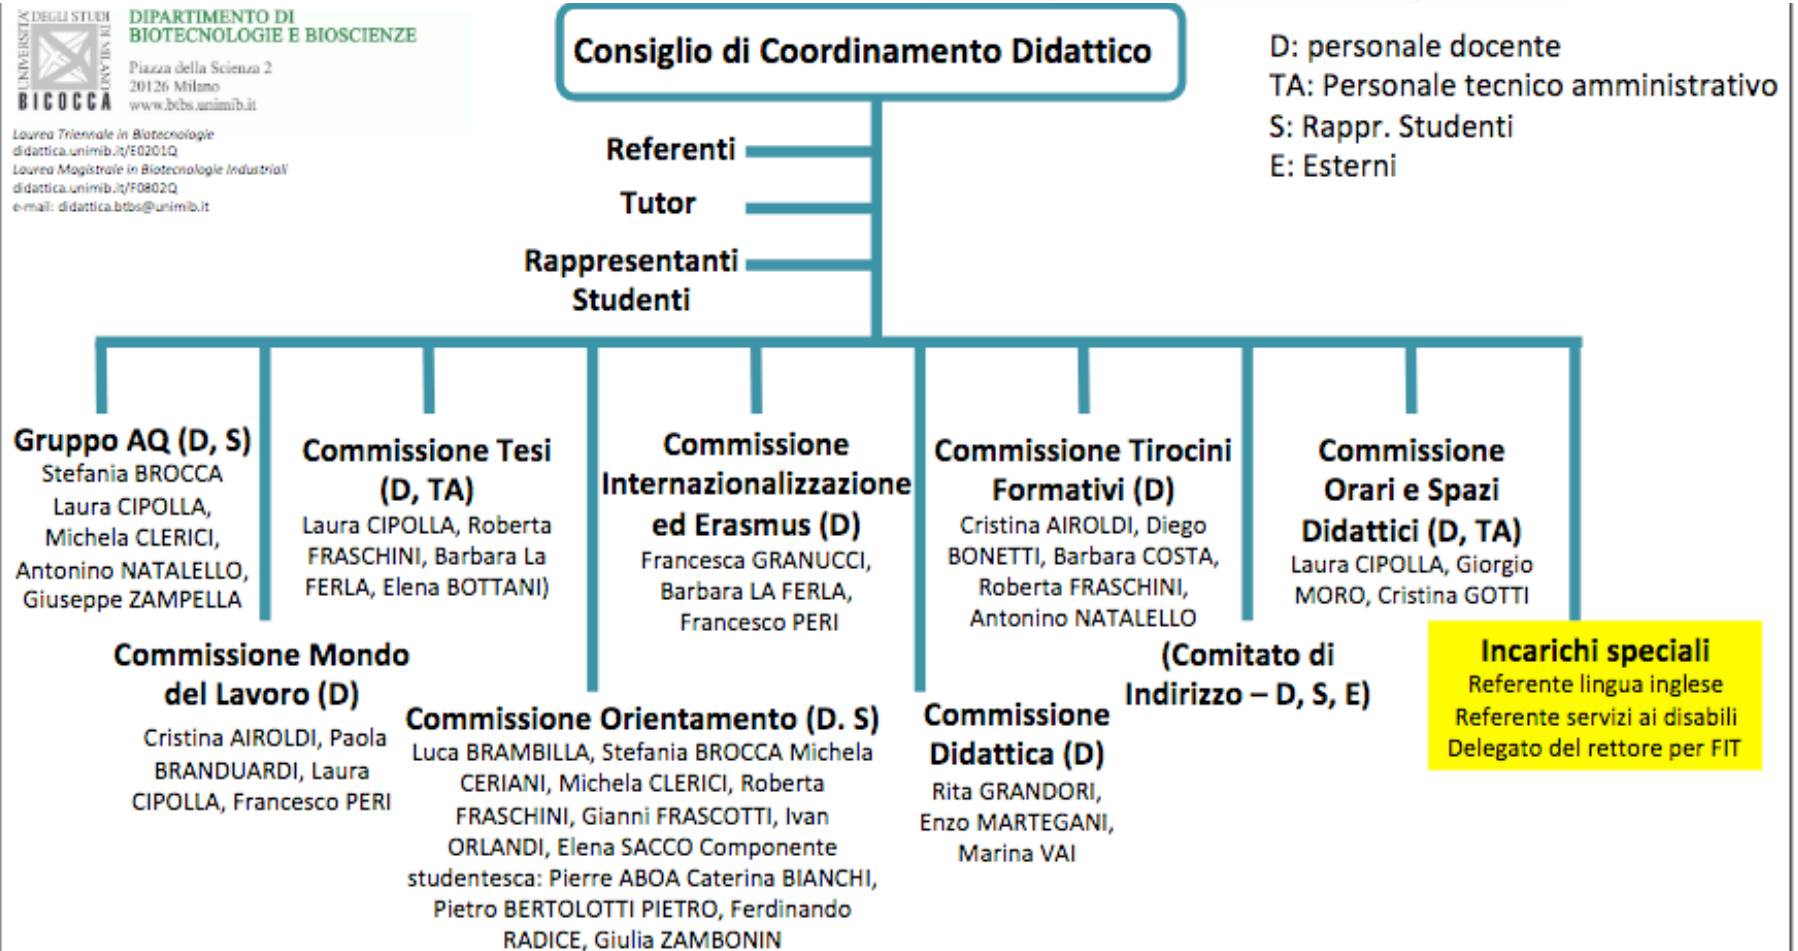 DEGLI STUDI
UNIVERSITÀ
DI MILANO
BICOCCA
DIPARTIMENTO DI
BIOTECNOLOGIE E BIOSCIENZE
Piazza della Scienza 2
20126 Milano
www.btbs.unimib.it
Laurea Triennale in Biotecnologie
didattica.unimib.it/E0201Q
Laurea Magistrale in Biotecnologie Industriali
didattica.unimib.it/F0802Q
e-mail: didattica.btbs@unimib.it
Consiglio di Coordinamento Didattico
D: personale docente
TA: Personale tecnico amministrativo
S: Rappr. Studenti
E: Esterni
Referenti
Tutor
Rappresentanti
Studenti
Gruppo AQ (D, S)
Stefania BROCCA
Laura CIPOLLA,
Michela CLERICI,
Antonino NATALELLO,
Giuseppe ZAMPELLA
Commissione Mondo
del Lavoro (D)
Cristina AIROLDI, Paola
BRANDUARDI, Laura
CIPOLLA, Francesco PERI
Commissione Tesi
(D, TA)
Laura CIPOLLA, Roberta
FRASCHINI, Barbara La
FERLA, Elena BOTTANI)
Commissione Orientamento (D. S)
Luca BRAMBILLA, Stefania BROCCA Michela
CERIANI, Michela CLERICI, Roberta
FRASCHINI, Gianni FRASCOTTI, Ivan
ORLANDI, Elena SACCO Componente
studentesca: Pierre ABOA Caterina BIANCHI,
Pietro BERTOLOTTI PIETRO, Ferdinando
RADICE, Giulia ZAMBONIN
Commissione
Internazionalizzazione
ed Erasmus (D)
Francesca GRANUCCI,
Barbara LA FERLA,
Francesco PERI
Commissione
Didattica (D)
Rita GRANDORI,
Enzo MARTEGANI,
Marina VAI
Commissione Tirocini
Formativi (D)
Cristina AIROLDI, Diego
BONETTI, Barbara COSTA,
Roberta FRASCHINI,
Antonino NATALELLO
(Comitato di
Indirizzo – D, S, E)
Commissione
Orari e Spazi
Didattici (D, TA)
Laura CIPOLLA, Giorgio
MORO, Cristina GOTTI
Incarichi speciali
Referente lingua inglese
Referente servizi ai disabili
Delegato del rettore per FIT